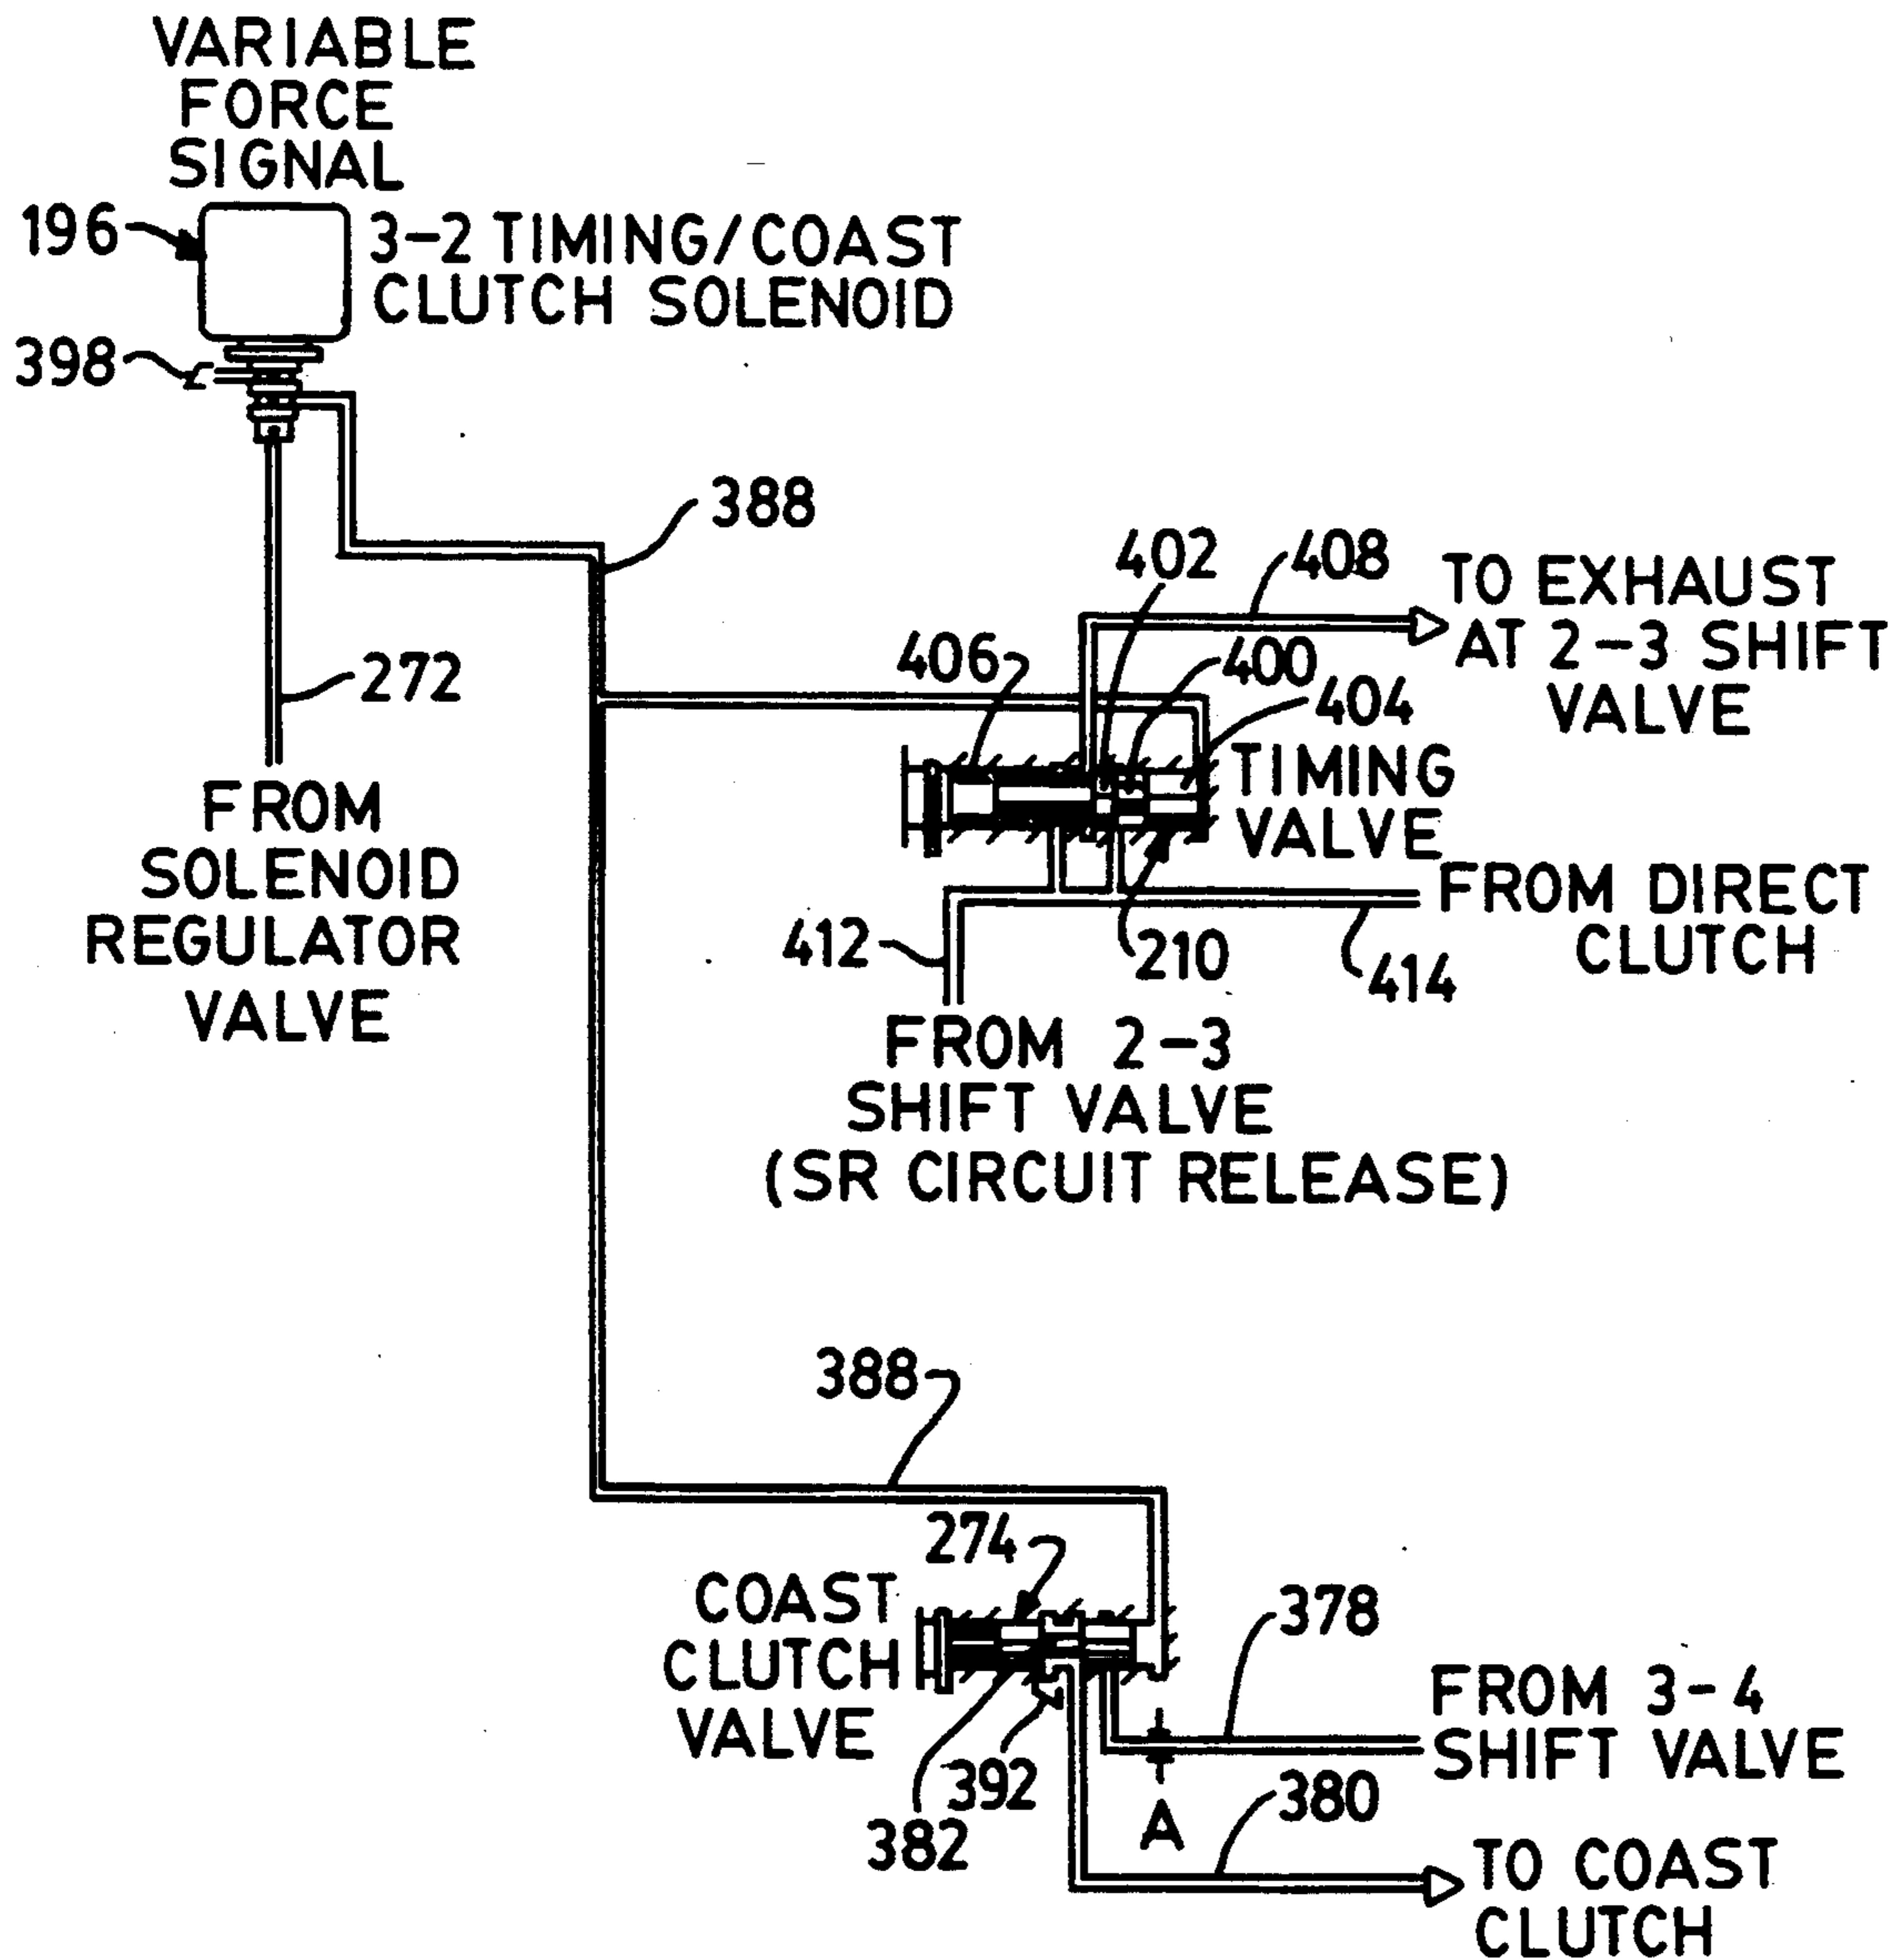 VARIABLE
FORCE
SIGNAL
196
3-2 TIMING/COAST
CLUTCH SOLENOID
398
388
272
FROM
SOLENOID
REGULATOR
VALVE
402
408
TO EXHAUST
AT 2-3 SHIFT
VALVE
406
400
404
TIMING
VALVE
FROM DIRECT
CLUTCH
412
210
414
FROM 2-3
SHIFT VALVE
(SR CIRCUIT RELEASE)
388
274
COAST
CLUTCH
VALVE
378
FROM 3-4
SHIFT VALVE
392
382
A
380
TO COAST
CLUTCH